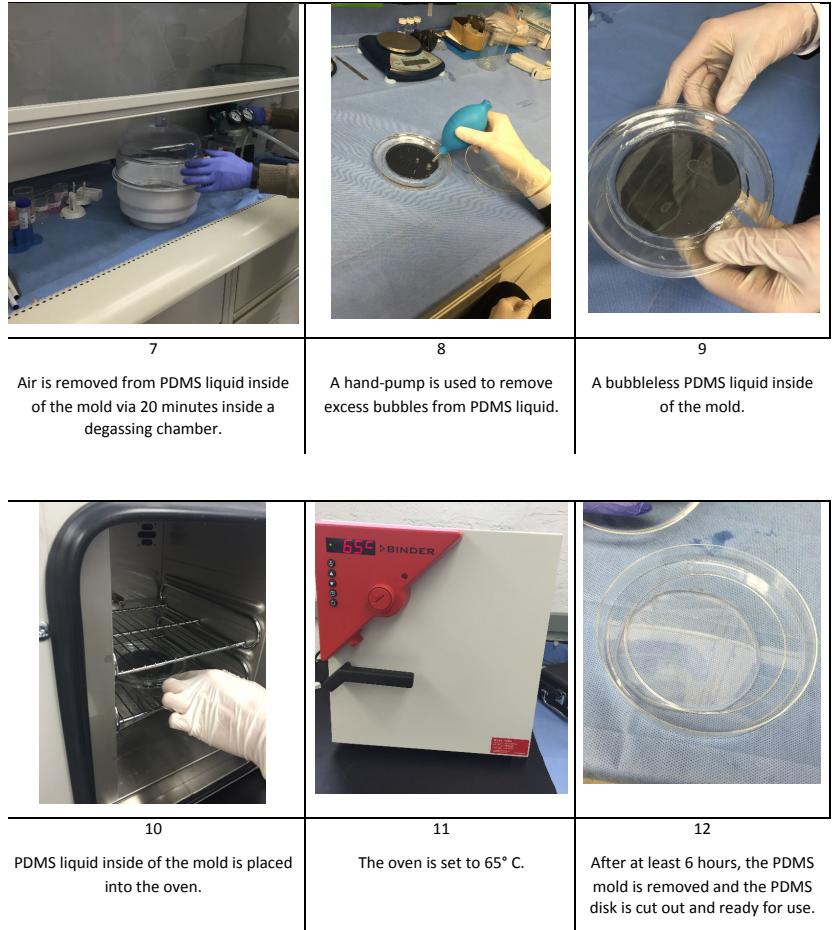 7
Air is removed from PDMS liquid inside
of the mold via 20 minutes inside a
degassing chamber.
8
A hand-pump is used to remove
excess bubbles from PDMS liquid.
9
A bubbleless PDMS liquid inside
of the mold.
65c
BINDER
10
PDMS liquid inside of the mold is placed
into the oven.
11
The oven is set to 65° C.
12
After at least 6 hours, the PDMS
mold is removed and the PDMS
disk is cut out and ready for use.